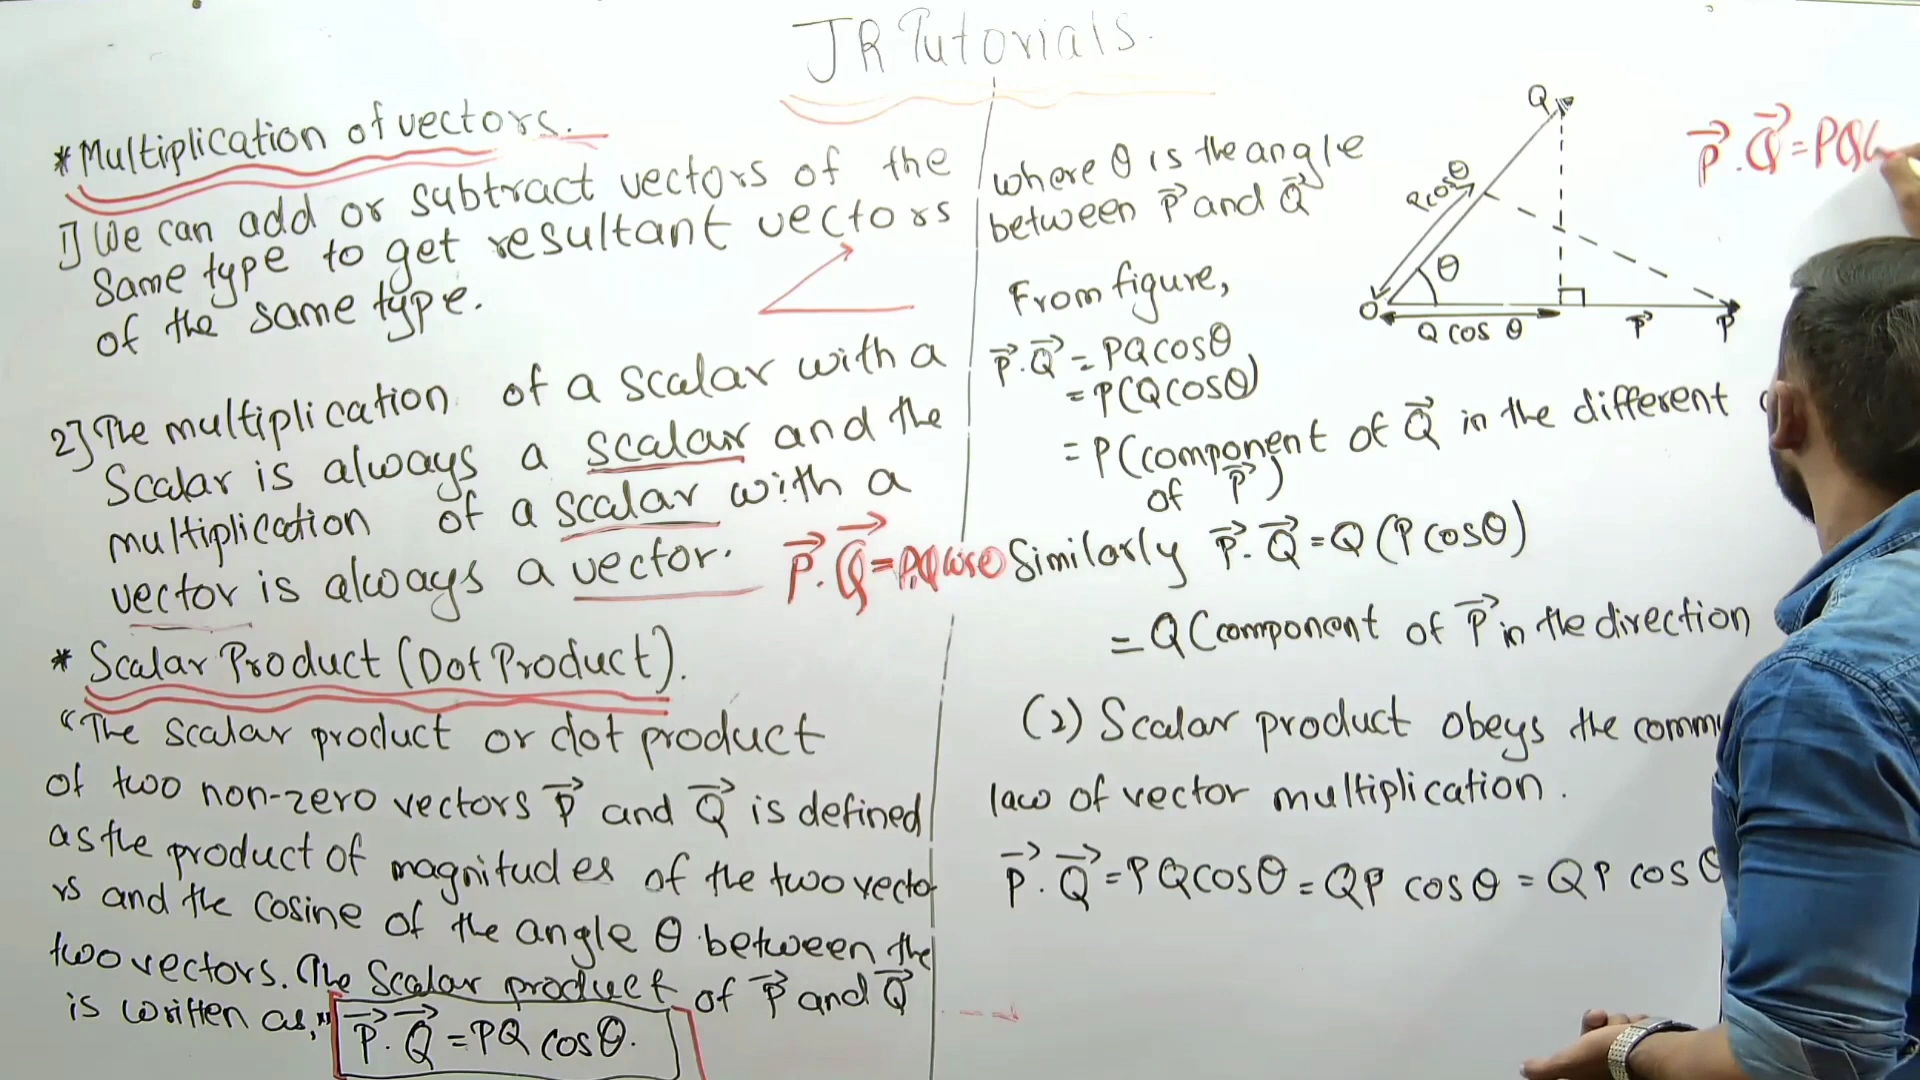 JR Tutorials.
*Multiplication of vectors.
1] We can add or subtract vectors of the
same type to get resultant vectors
of the same type.
2] The multiplication of a scalar with a
scalar is always a scalar and the
multiplication of a scalar with a
vector is always a vector.
P⃗.Q⃗=PQcosθ
* Scalar Product (Dot Product).
“The scalar product or dot product
of two non-zero vectors P⃗ and Q⃗ is defined
as the product of magnitudes of the two vecto
rs and the cosine of the angle θ between the
two vectors. The Scalar product of P⃗ and Q⃗
is written as,”
P⃗.Q⃗ = PQ cosθ.
where θ is the angle
between P⃗ and Q⃗
From figure,
P⃗.Q⃗ = PQcosθ
= P(Qcosθ)
= P(component of Q⃗ in the different
of P⃗)
Similarly P⃗.Q⃗ = Q(Pcosθ)
= Q(component of P⃗ in the direction
(2) Scalar product obeys the comm
law of vector multiplication.
P⃗.Q⃗ = PQcosθ = QP cosθ = QP cosθ
Q
Pcosθ
θ
O
Q cos θ
P⃗
P
P⃗.Q⃗=PQ